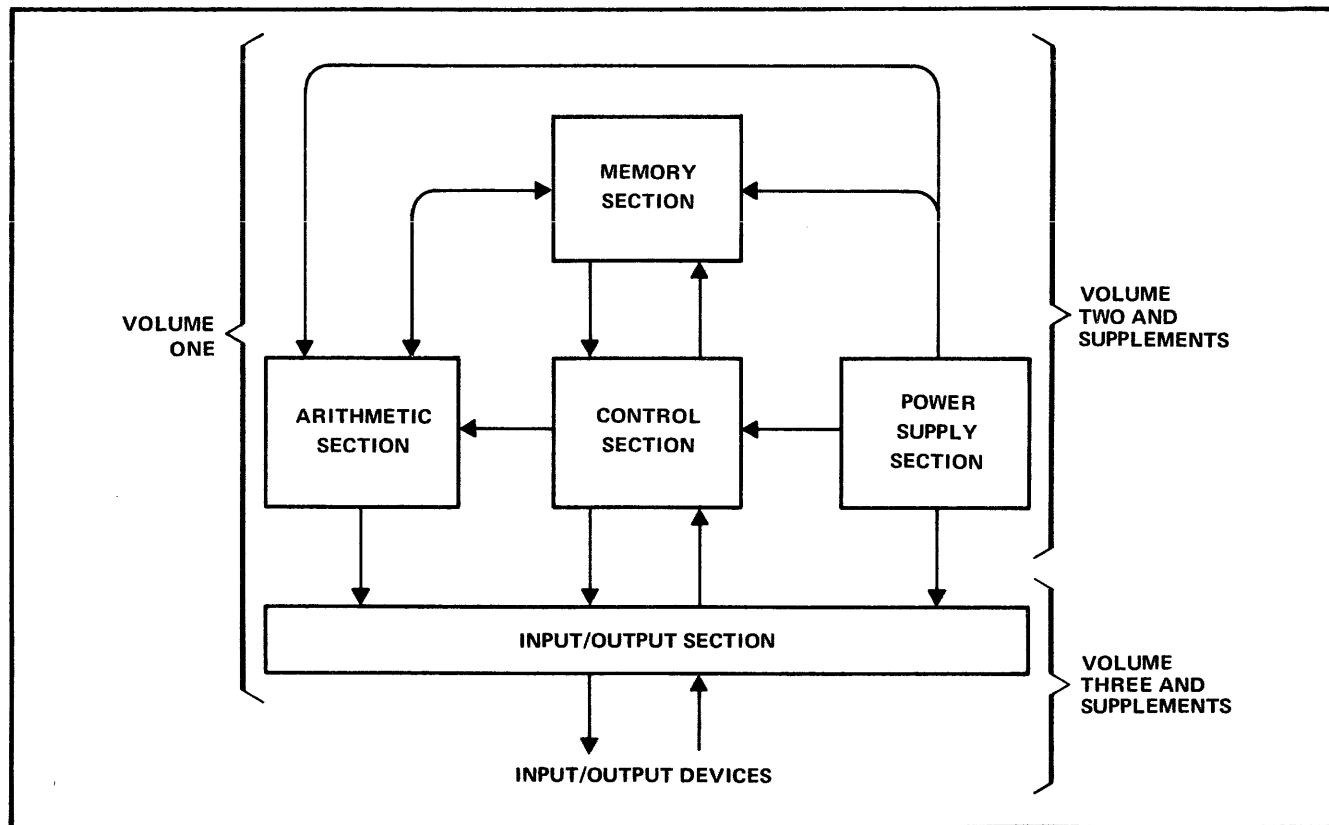 MEMORY
SECTION
VOLUME
ONE
VOLUME
TWO AND
SUPPLEMENTS
ARITHMETIC
SECTION
CONTROL
SECTION
POWER
SUPPLY
SECTION
INPUT/OUTPUT SECTION
VOLUME
THREE AND
SUPPLEMENTS
INPUT/OUTPUT DEVICES